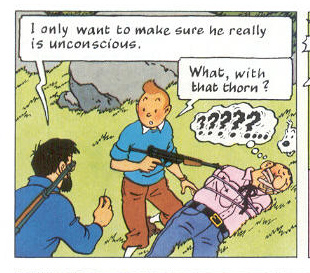 I only want to make sure he really
is unconscious.
What, with
that thorn?
?????
?....